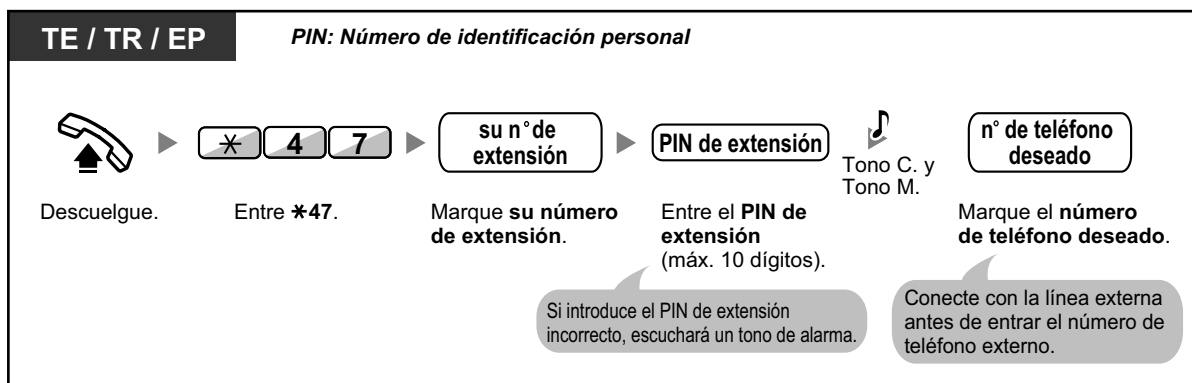 TE / TR / EP
PIN: Número de identificación personal
su n° de
extensión
PIN de extensión
n° de teléfono
deseado
✳ 4 7
Tono C. y
Tono M.
Descuelgue.
Entre ✳47.
Marque su número
de extensión.
Entre el PIN de
extensión
(máx. 10 dígitos).
Marque el número
de teléfono deseado.
Si introduce el PIN de extensión
incorrecto, escuchará un tono de alarma.
Conecte con la línea externa
antes de entrar el número de
teléfono externo.